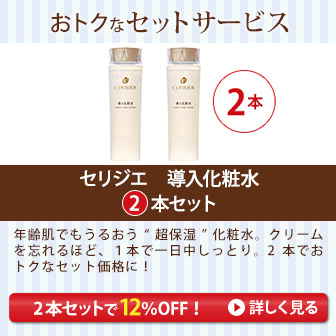 おトクなセットサービス
2本
導入化粧水
導入化粧水
セリジエ 導入化粧水
2本セット
年齢肌でもうるおう“超保湿”化粧水。クリーム
を忘れるほど、１本で一日中しっとり。２本でお
トクなセット価格に！
2本セットで12%OFF！
詳しく見る